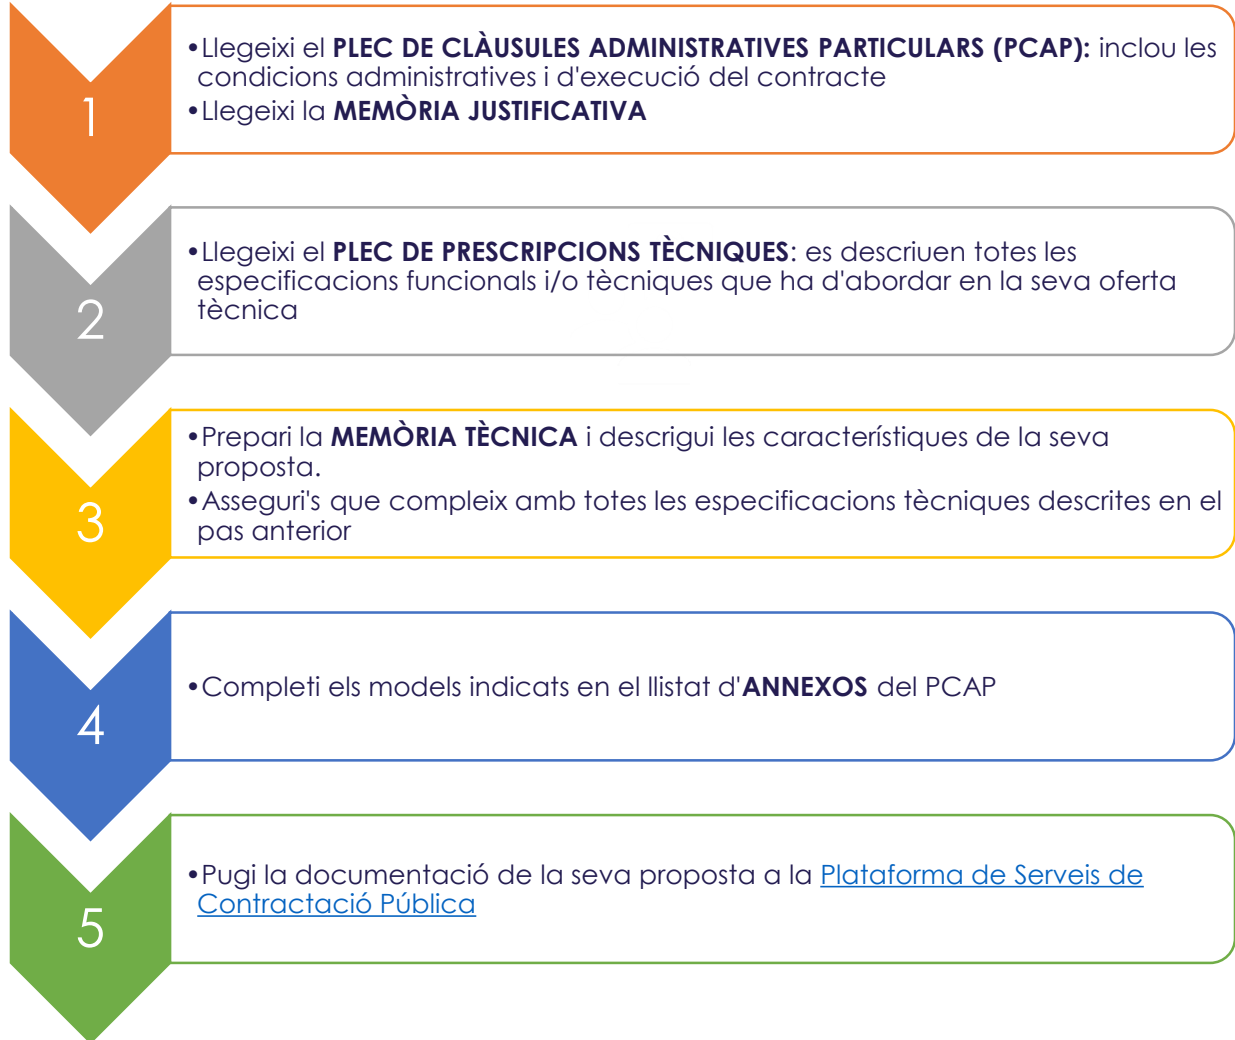 1
•Llegeixi el PLEC DE CLÀUSULES ADMINISTRATIVES PARTICULARS (PCAP): inclou les
condicions administratives i d'execució del contracte
•Llegeixi la MEMÒRIA JUSTIFICATIVA
2
•Llegeixi el PLEC DE PRESCRIPCIONS TÈCNIQUES: es descriuen totes les
especificacions funcionals i/o tècniques que ha d'abordar en la seva oferta
tècnica
3
•Prepari la MEMÒRIA TÈCNICA i descrigui les característiques de la seva
proposta.
•Asseguri's que compleix amb totes les especificacions tècniques descrites en el
pas anterior
4
•Completi els models indicats en el llistat d'ANNEXOS del PCAP
5
•Pugi la documentació de la seva proposta a la Plataforma de Serveis de
Contractació Pública